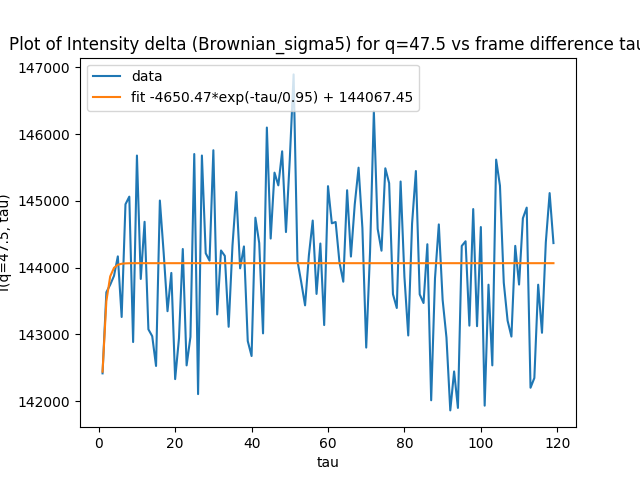 Plot of Intensity delta (Brownian_sigma5) for q=47.5 vs frame difference tau
data
fit -4650.47*exp(-tau/0.95) + 144067.45
147000
146000
145000
144000
143000
142000
I(q=47.5, tau)
0 20 40 60 80 100 120
tau